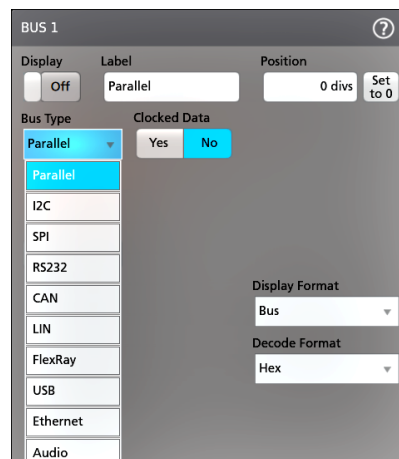 BUS 1 ?
Display Label Position
Off Parallel 0 divs Set to 0
Bus Type Clocked Data
Parallel Yes No
Parallel
I2C
SPI
RS232
CAN
LIN
FlexRay
USB
Ethernet
Audio
Display Format
Bus
Decode Format
Hex